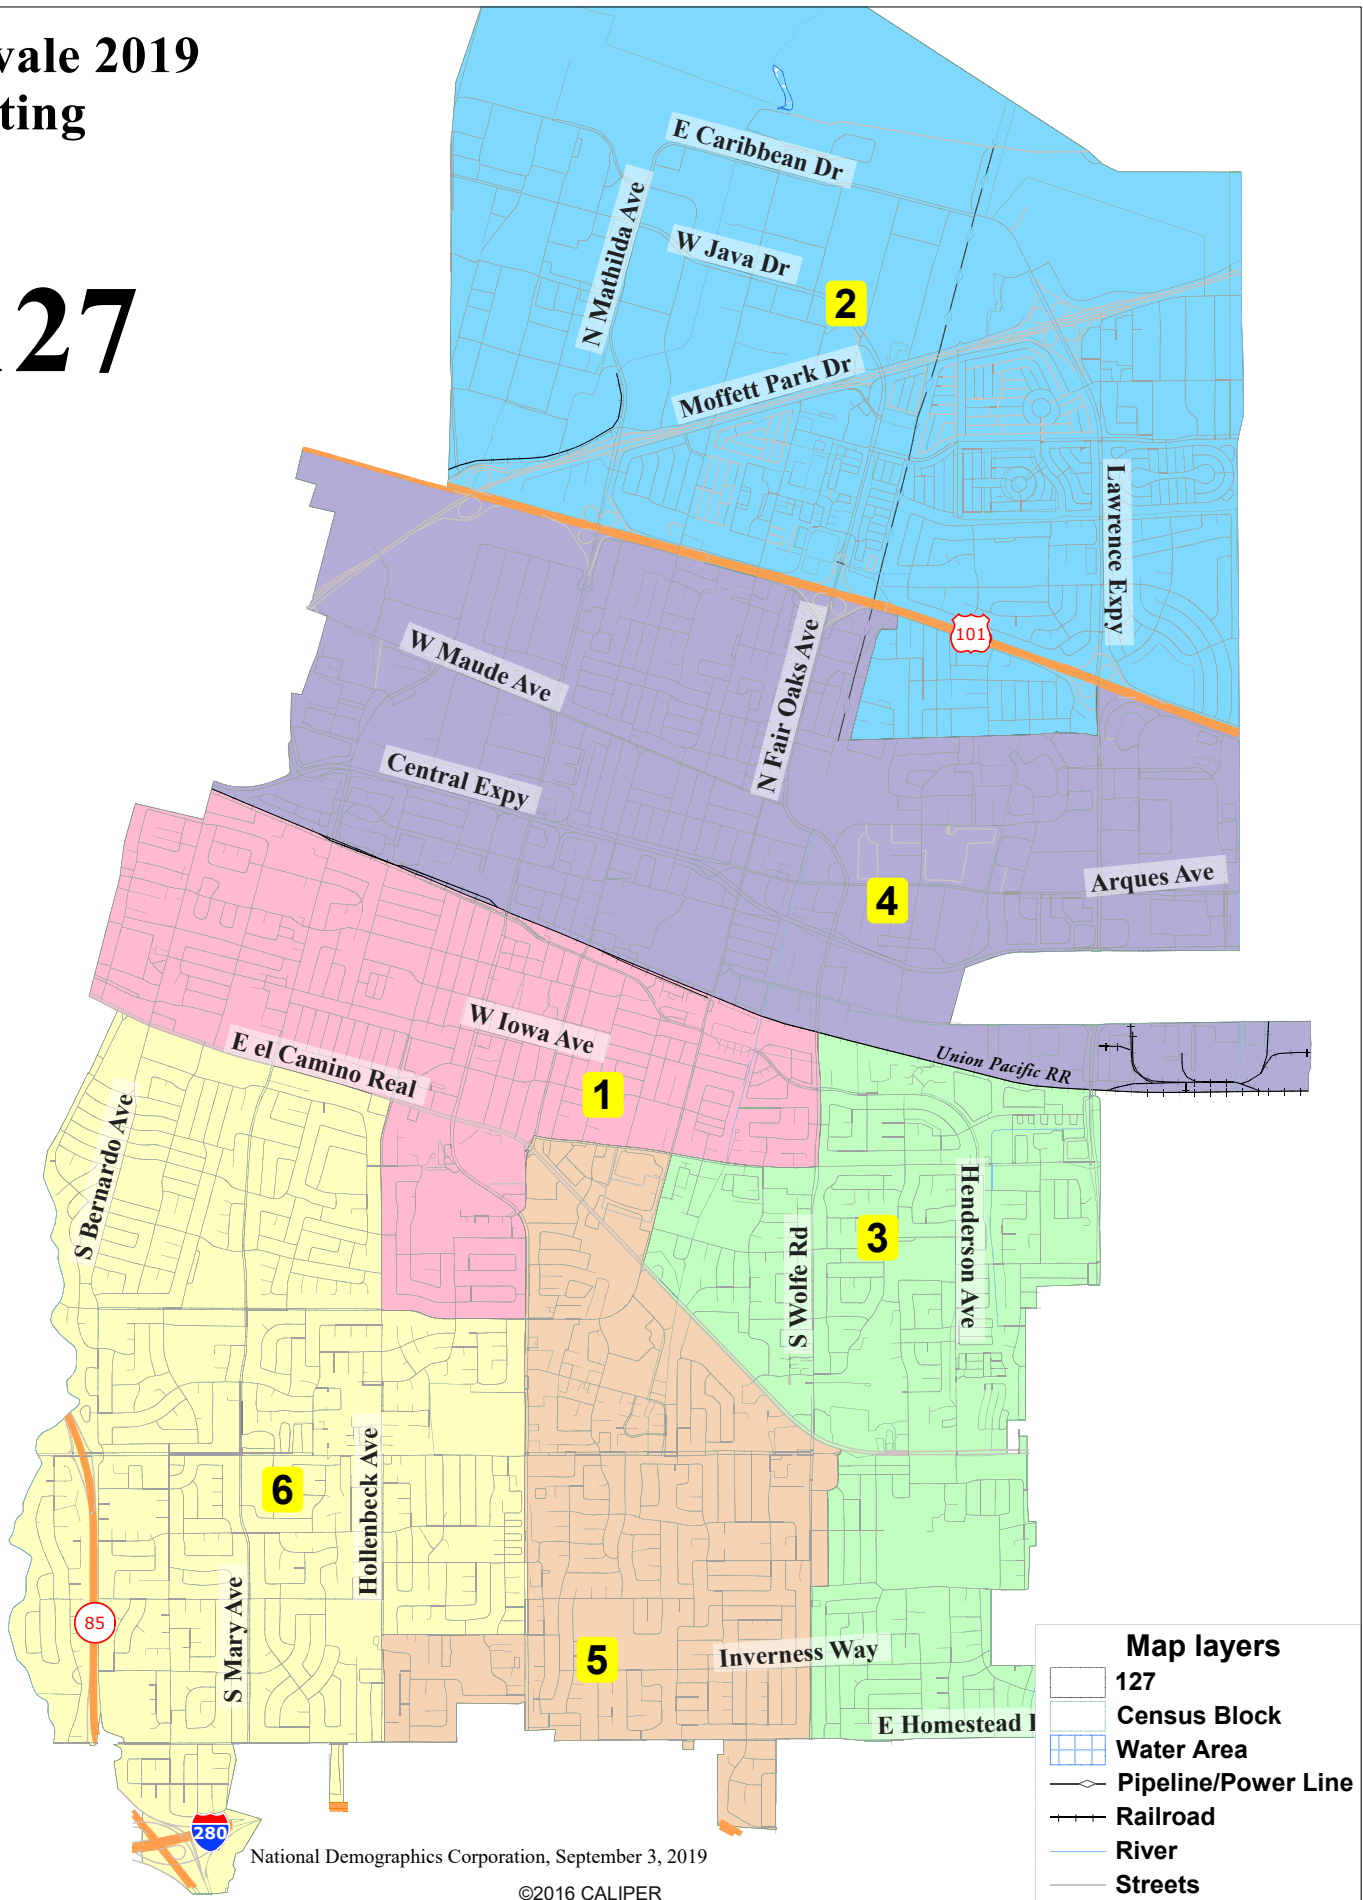 vale 2019
ting
127
E Caribbean Dr
N Mathilda Ave
W Java Dr
2
Moffett Park Dr
Lawrence Expy
101
W Maude Ave
N Fair Oaks Ave
Central Expy
Arques Ave
4
W Iowa Ave
E el Camino Real
Union Pacific RR
1
S Bernardo Ave
Henderson Ave
3
S Wolfe Rd
Hollenbeck Ave
6
S Mary Ave
85
5
Inverness Way
E Homestead
280
Map layers
127
Census Block
Water Area
Pipeline/Power Line
Railroad
River
Streets
National Demographics Corporation, September 3, 2019
©2016 CALIPER